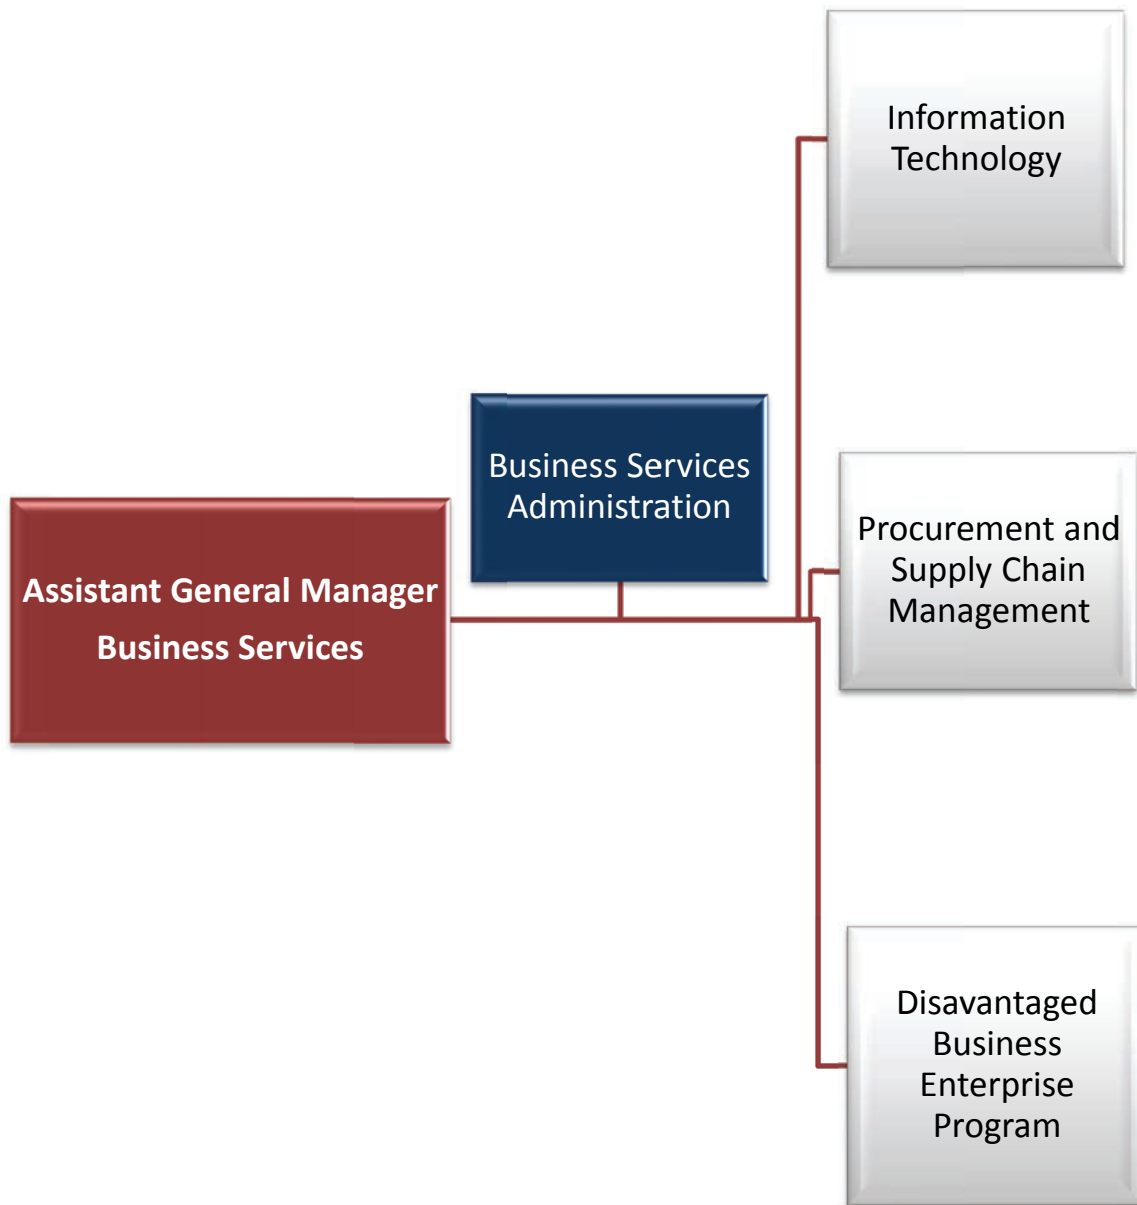 Information
Technology
Business Services
Administration
Assistant General Manager
Business Services
Procurement and
Supply Chain
Management
Disavantaged
Business
Enterprise
Program